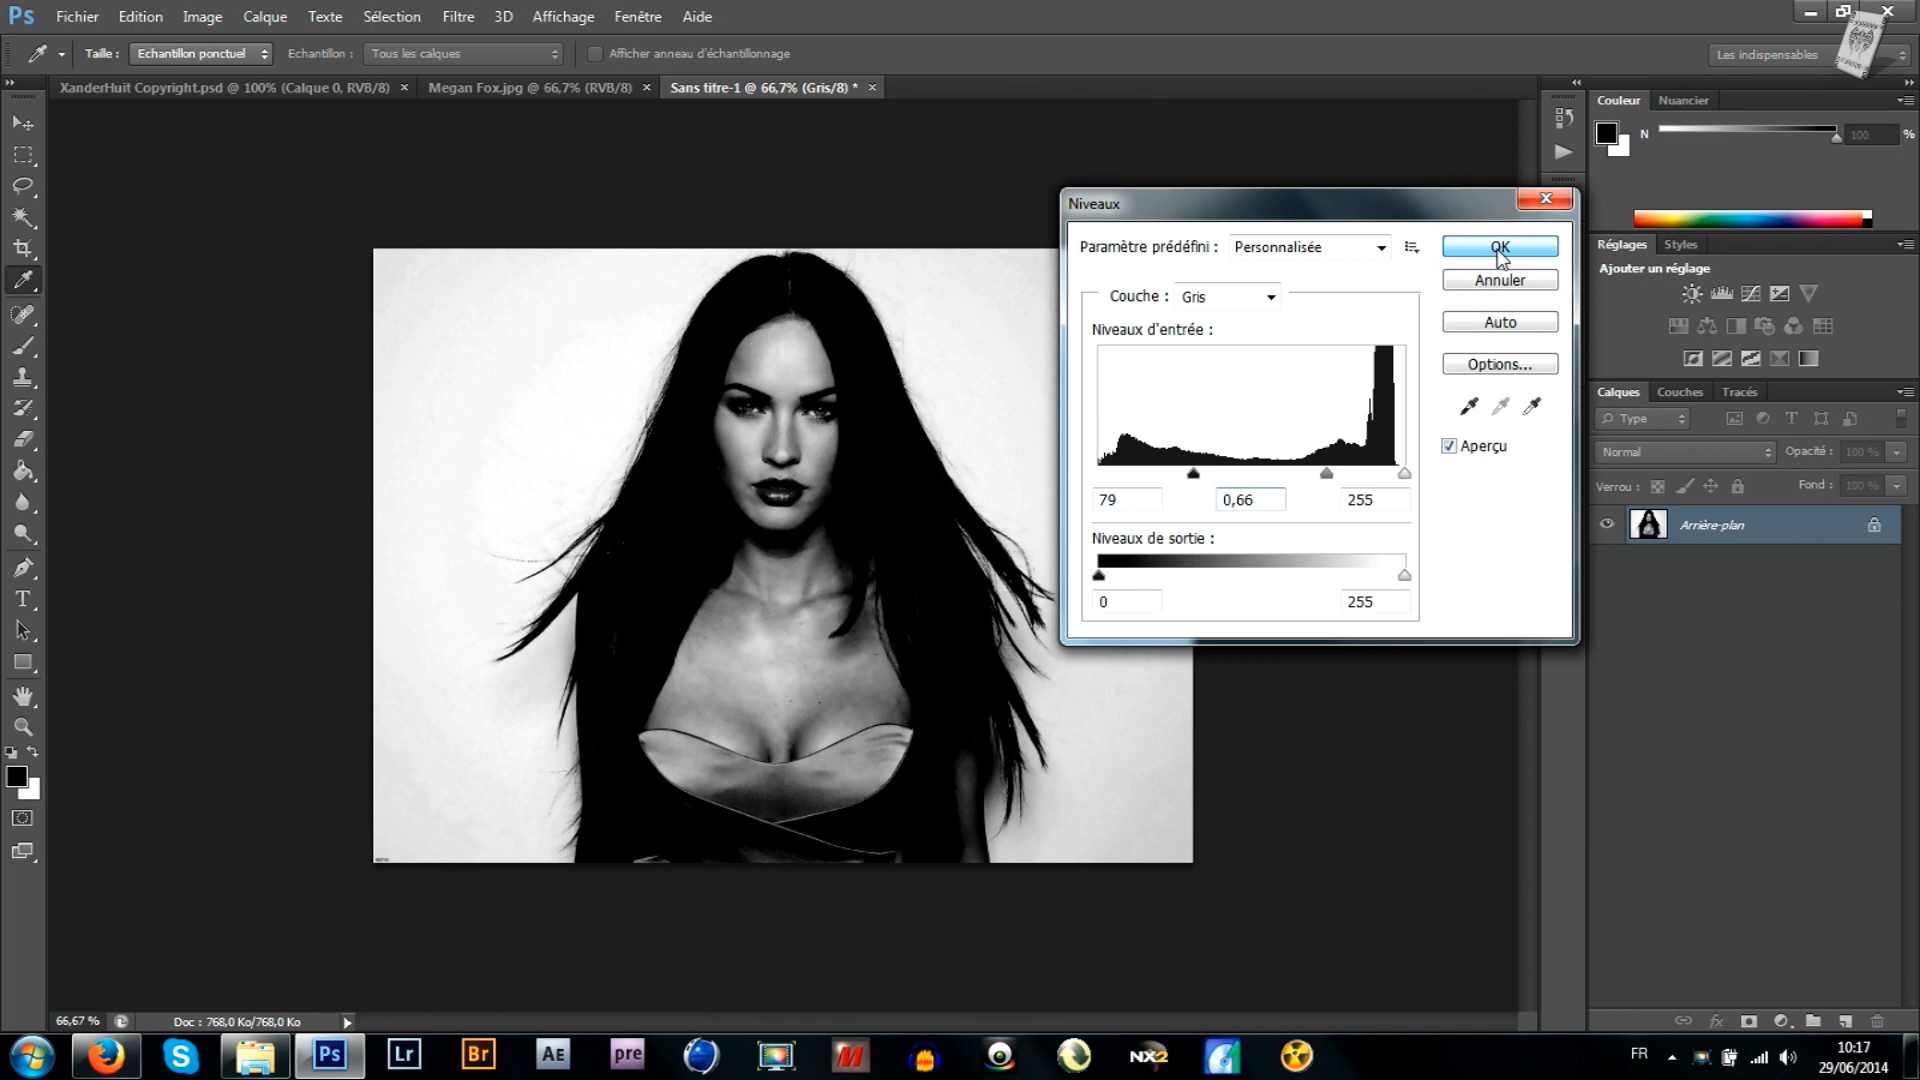 Ps Fichier Edition Image Calque Texte Sélection Filtre 3D Affichage Fenêtre Aide
Taille : Echantillon ponctuel Echantillon : Tous les calques Afficher anneau d'échantillonnage Les indispensables
XanderHuit Copyright.psd @ 100% (Calque 0, RVB/8) × Megan Fox.jpg @ 66,7% (RVB/8) × Sans titre-1 @ 66,7% (Gris/8) * ×
Couleur Nuancier
N 100 %
Niveaux
Paramètre prédéfini : Personnalisée OK
Annuler
Couche : Gris
Auto
Niveaux d'entrée :
Options...
Aperçu
79 0,66 255
Niveaux de sortie :
0 255
Réglages Styles
Ajouter un réglage
Calques Couches Tracés
Type
Normal Opacité : 100 %
Verrou : Fond : 100 %
Arrière-plan
T
66,67 % Doc : 768,0 Ko/768,0 Ko
fx
Ps Lr Br AE pre NX2
FR 10:17
29/06/2014